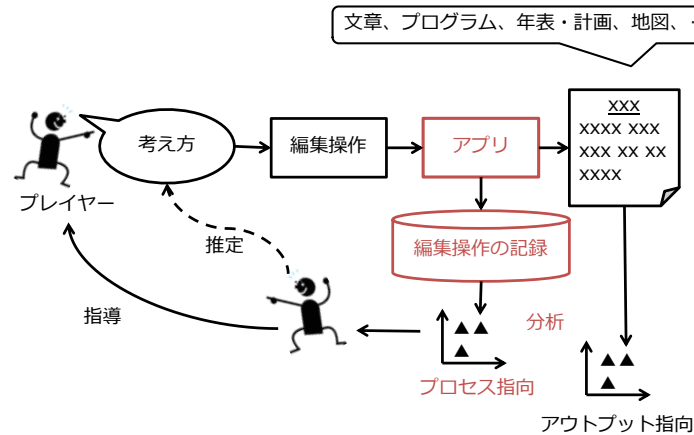 文章、プログラム、年表・計画、地図、・
xxx
xxxx xxx
xxx xx xx
xxxx
考え方
編集操作
アプリ
プレイヤー
推定
編集操作の記録
指導
分析
プロセス指向
アウトプット指向